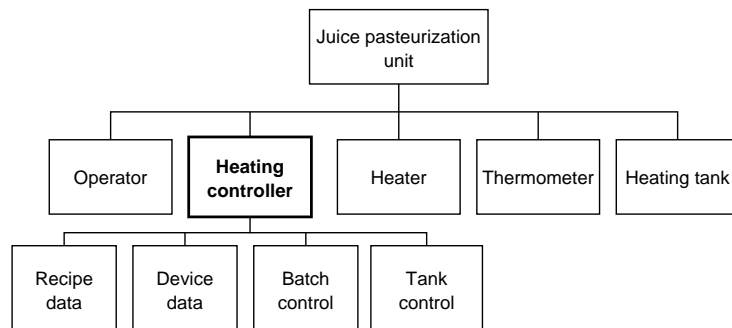 Juice pasteurization
unit
Operator
Heating
controller
Heater
Thermometer
Heating tank
Recipe
data
Device
data
Batch
control
Tank
control